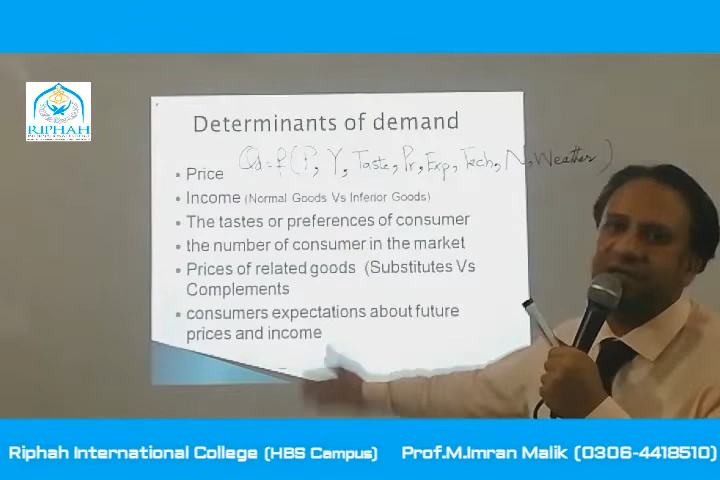 RIPHAH
Determinants of demand
Qd=f(P, Y, Taste, Pr, Exp, Tech, N, Weather)
• Price
• Income (Normal Goods Vs Inferior Goods)
• The tastes or preferences of consumer
• the number of consumer in the market
• Prices of related goods (Substitutes Vs
Complements
• consumers expectations about future
prices and income
Riphah International College (HBS Campus) Prof.M.Imran Malik (0306-4418510)